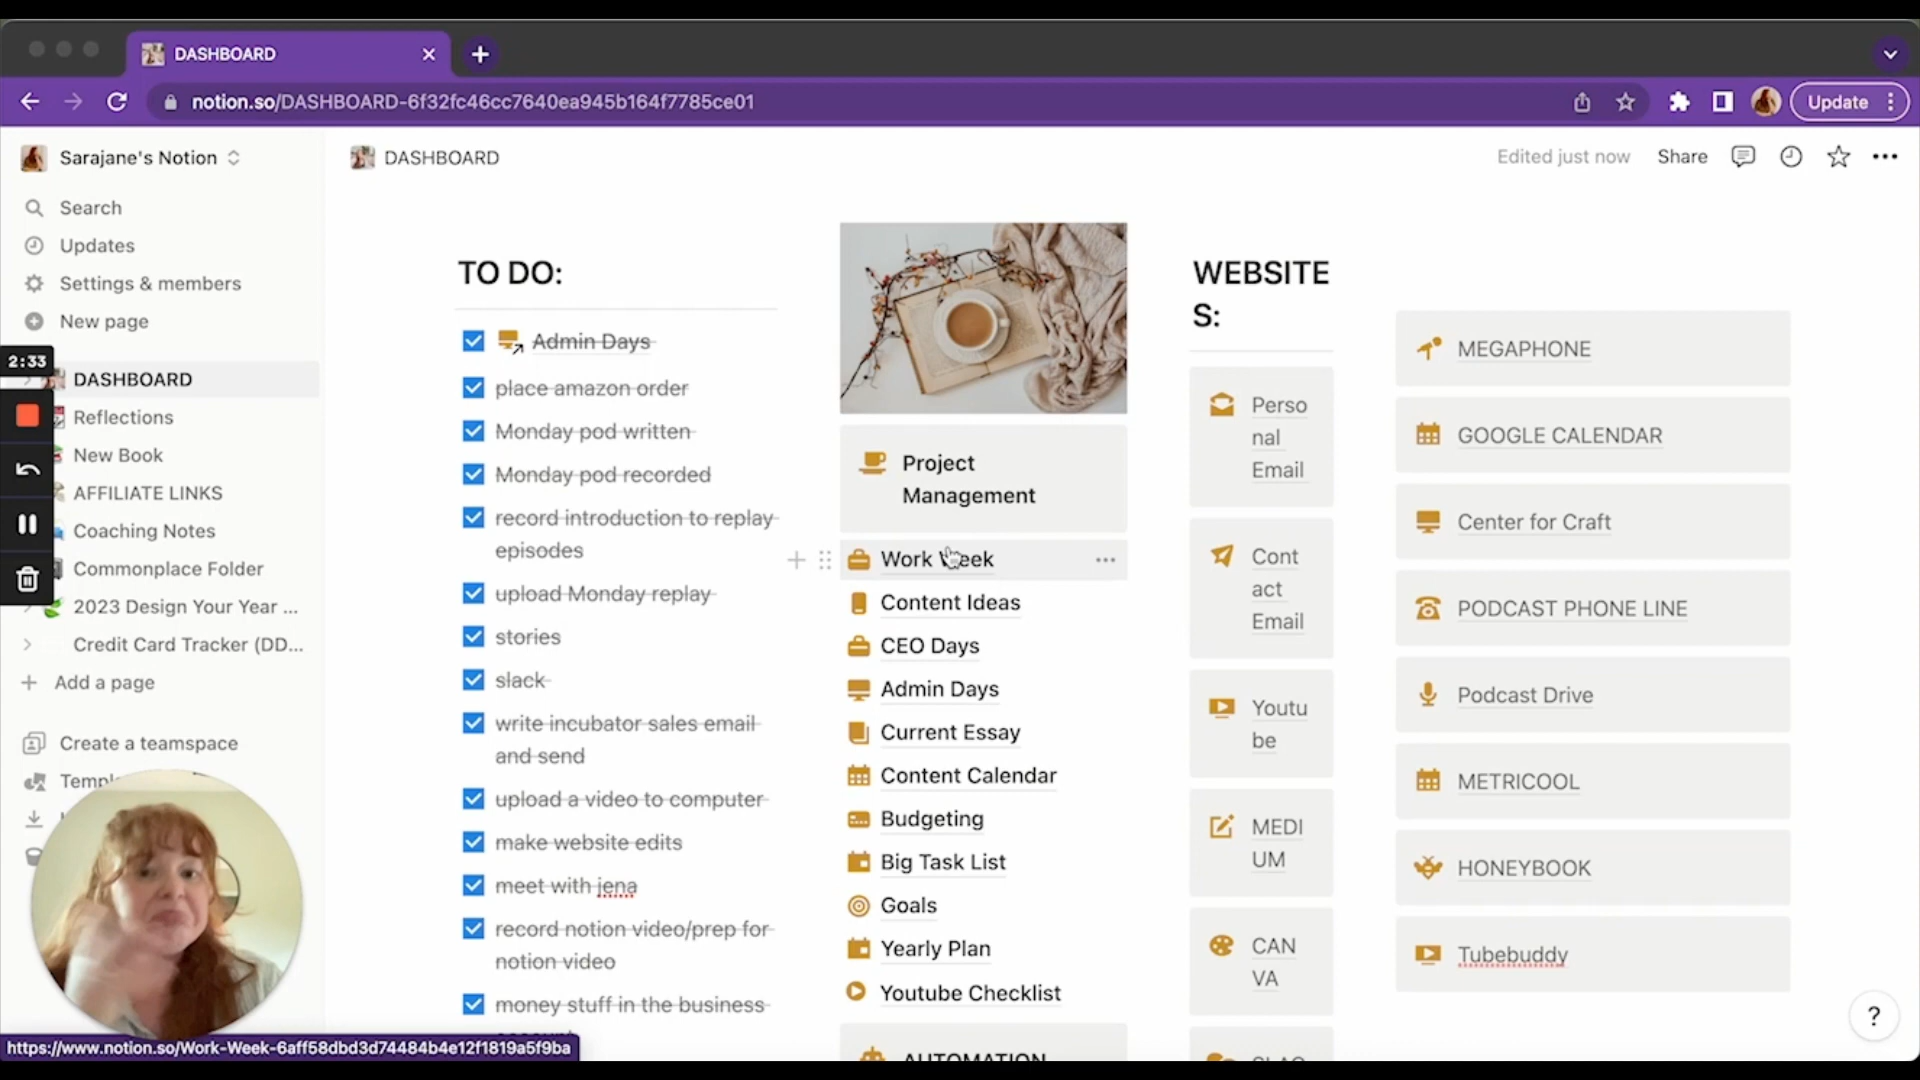 DASHBOARD
notion.so/DASHBOARD-6f32fc46cc7640ea945b164f7785ce01
Update
Sarajane's Notion
DASHBOARD
Edited just now
Share
Search
Updates
Settings & members
New page
2:33
DASHBOARD
Reflections
New Book
AFFILIATE LINKS
Coaching Notes
Commonplace Folder
2023 Design Your Year ...
Credit Card Tracker (DD...
Add a page
Create a teamspace
TO DO:
Admin Days
place amazon order
Monday pod written
Monday pod recorded
record introduction to replay
episodes
upload Monday replay
stories
slack
write incubator sales email
and send
upload a video to computer
make website edits
meet with jena
record notion video/prep for
notion video
money stuff in the business
Project
Management
Work Week
Content Ideas
CEO Days
Admin Days
Current Essay
Content Calendar
Budgeting
Big Task List
Goals
Yearly Plan
Youtube Checklist
AUTOMATION
WEBSITE
S:
Perso
nal
Email
Cont
act
Email
Youtu
be
MEDI
UM
CAN
VA
MEGAPHONE
GOOGLE CALENDAR
Center for Craft
PODCAST PHONE LINE
Podcast Drive
METRICOOL
HONEYBOOK
Tubebuddy
?
https://www.notion.so/Work-Week-6aff58dbd3d74484b4e12f1819a5f9ba